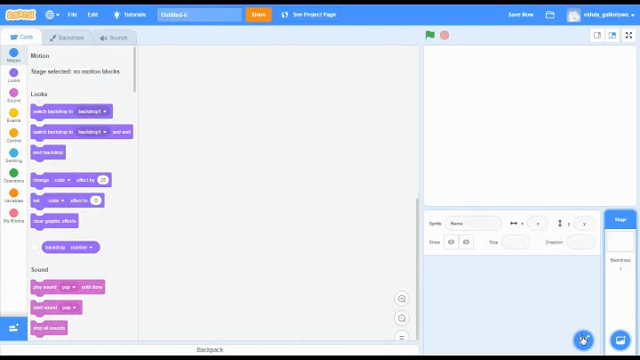 SCRATCH
File
Edit
Tutorials
Untitled-6
Share
See Project Page
Save Now
Code
Backdrops
Sounds
Motion
Looks
Sound
Events
Control
Sensing
Operators
Variables
My Blocks
Motion
Stage selected: no motion blocks
Looks
switch backdrop to backdrop1
switch backdrop to backdrop1 and wait
next backdrop
change color effect by 25
set color effect to 0
clear graphic effects
backdrop number
Sound
play sound pop until done
start sound pop
stop all sounds
Backpack
Sprite
Name
x
x
y
y
Show
Size
Direction
Stage
Backdrops
1